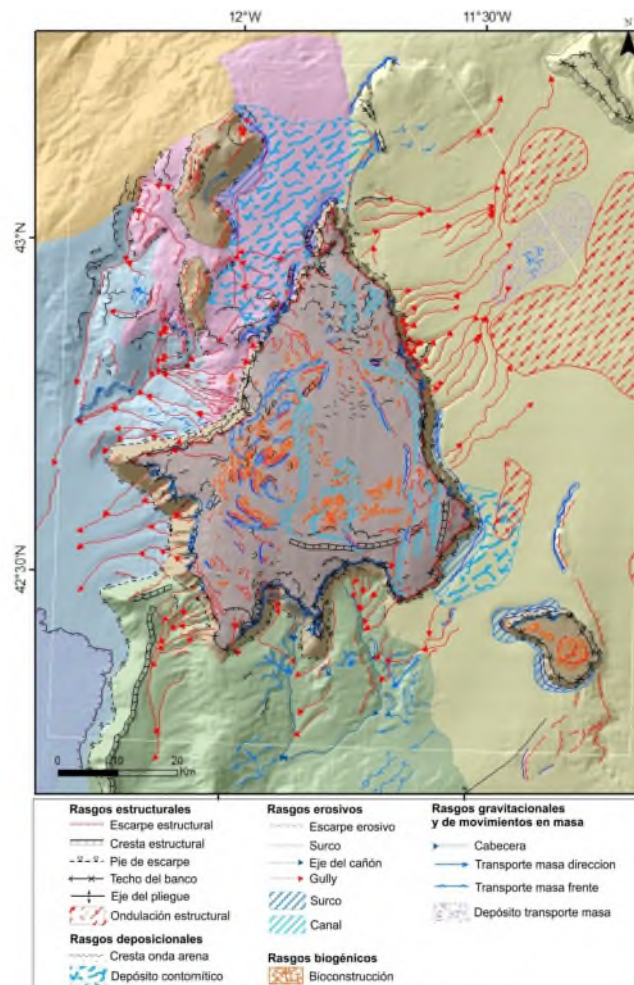 12°W 11°30'W
N
43°N
42°30'N
0 10 20
Km
Rasgos estructurales
Escarpe estructural
Cresta estructural
Pie de escarpe
Techo del banco
Eje del pliegue
Ondulación estructural
Rasgos deposicionales
Cresta onda arena
Depósito contornítico
Rasgos erosivos
Escarpe erosivo
Surco
Eje del cañón
Gully
Surco
Canal
Rasgos biogénicos
Bioconstrucción
Rasgos gravitacionales
y de movimientos en masa
Cabecera
Transporte masa direccion
Transporte masa frente
Depósito transporte masa